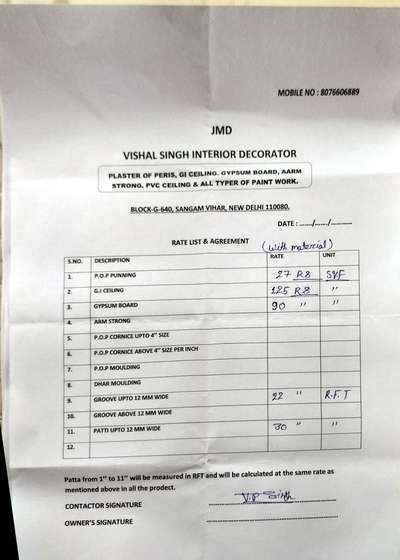 MOBILE NO : 8076606889
JMD
VISHAL SINGH INTERIOR DECORATOR
PLASTER OF PERIS, GI CEILING, GYPSUM BOARD, AARM
STRONG, PVC CEILING & ALL TYPER OF PAINT WORK.
BLOCK-G-640, SANGAM VIHAR, NEW DELHI 110080.
DATE : ....../....../...........
RATE LIST & AGREEMENT (with material)
S.NO. DESCRIPTION RATE UNIT
1. P.O.P PUNNING 27 RS SYF
2. G.I CEILING 125 RS "
3. GYPSUM BOARD 90 " "
4. ARM STRONG
5. P.O.P CORNICE UPTO 4" SIZE
6. P.O.P CORNICE ABOVE 4" SIZE PER INCH
7. P.O.P MOULDING
8. DHAR MOULDING
9. GROOVE UPTO 12 MM WIDE 22 " R.F.T
10. GROOVE ABOVE 12 MM WIDE
11. PATTI UPTO 12 MM WIDE 30 " "
12.
Patta from 1" to 11" will be measured in RFT and will be calculated at the same rate as
mentioned above in all the prodect.
CONTACTOR SIGNATURE V.P Singh
OWNER'S SIGNATURE